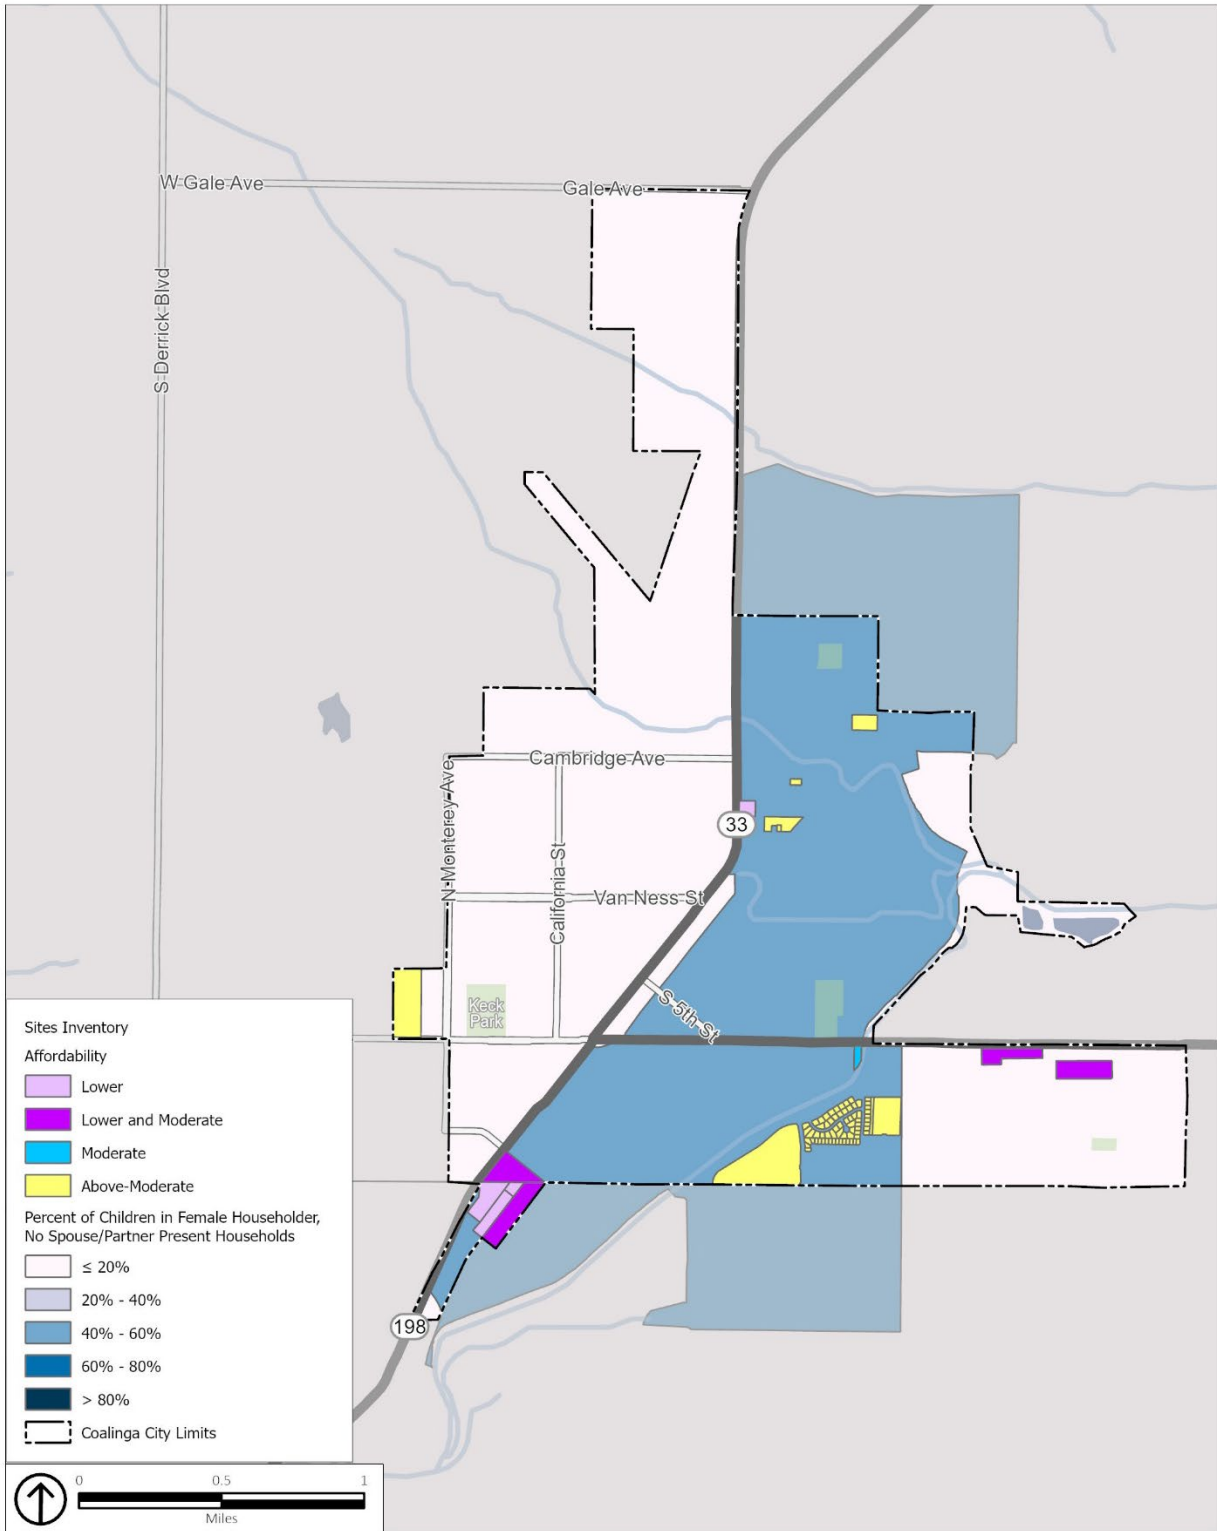 W Gale Ave
Gale Ave
S Derrick Blvd
Cambridge Ave
N Monterey Ave
33
California St
Van Ness St
Keck
Park
S 5th St
198
Sites Inventory
Affordability
Lower
Lower and Moderate
Moderate
Above-Moderate
Percent of Children in Female Householder,
No Spouse/Partner Present Households
≤ 20%
20% - 40%
40% - 60%
60% - 80%
> 80%
Coalinga City Limits
0 0.5 1
Miles